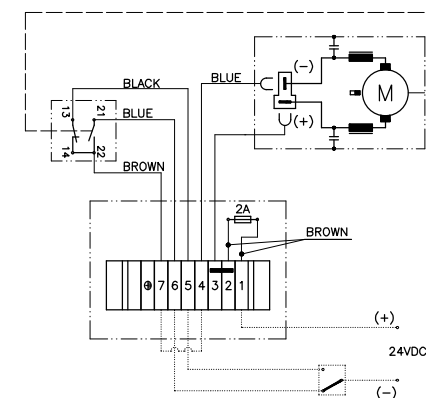 (-)
BLACK
BLUE
M
13
21
BLUE
(+)
14
22
BROWN
2A
BROWN
7 6 5 4 3 2 1
(+)
24VDC
(-)